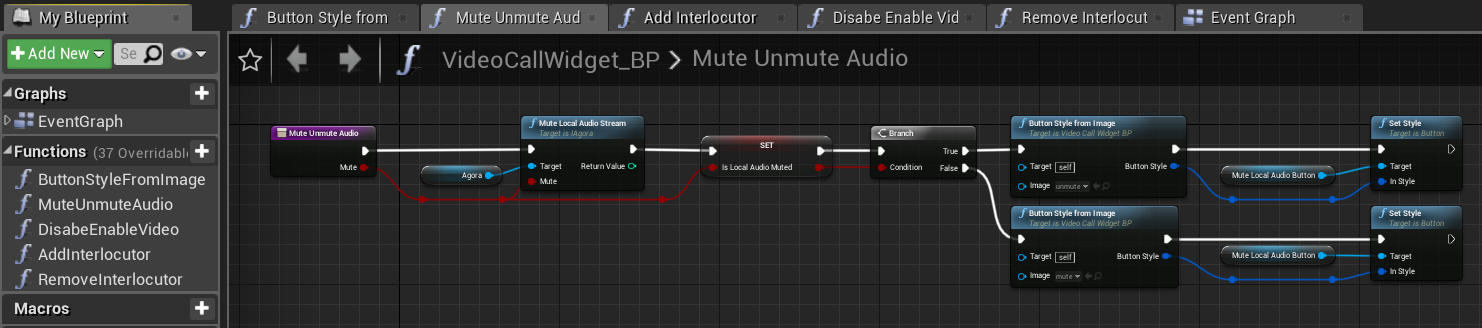 My Blueprint
Button Style from
Mute Unmute Aud
Add Interlocutor
Disabe Enable Vid
Remove Interlocut
Event Graph
Add New
Se
VideoCallWidget_BP > Mute Unmute Audio
Graphs
EventGraph
Functions (37 Overridabl
ButtonStyleFromImage
MuteUnmuteAudio
DisabeEnableVideo
AddInterlocutor
RemoveInterlocutor
Macros
Mute Unmute Audio
Mute
Agora
Mute Local Audio Stream
Target is IAgora
Target
Return Value
Mute
SET
Is Local Audio Muted
Branch
True
Condition
False
Button Style from Image
Target is Video Call Widget BP
Target self
Button Style
Image unmute
Mute Local Audio Button
Set Style
Target is Button
Target
In Style
Button Style from Image
Target is Video Call Widget BP
Target self
Button Style
Image mute
Mute Local Audio Button
Set Style
Target is Button
Target
In Style